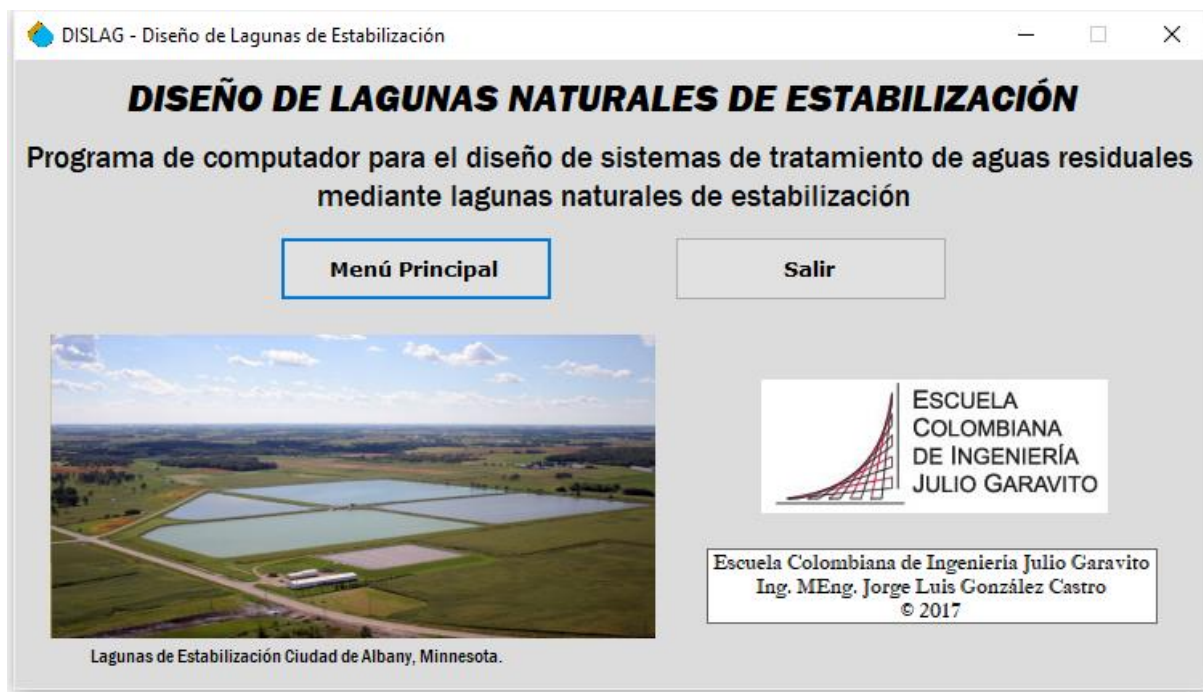 DISLAG - Diseño de Lagunas de Estabilización
DISEÑO DE LAGUNAS NATURALES DE ESTABILIZACIÓN
Programa de computador para el diseño de sistemas de tratamiento de aguas residuales
mediante lagunas naturales de estabilización
Menú Principal
Salir
ESCUELA
COLOMBIANA
DE INGENIERÍA
JULIO GARAVITO
Escuela Colombiana de Ingeniería Julio Garavito
Ing. MEng. Jorge Luis González Castro
© 2017
Lagunas de Estabilización Ciudad de Albany, Minnesota.